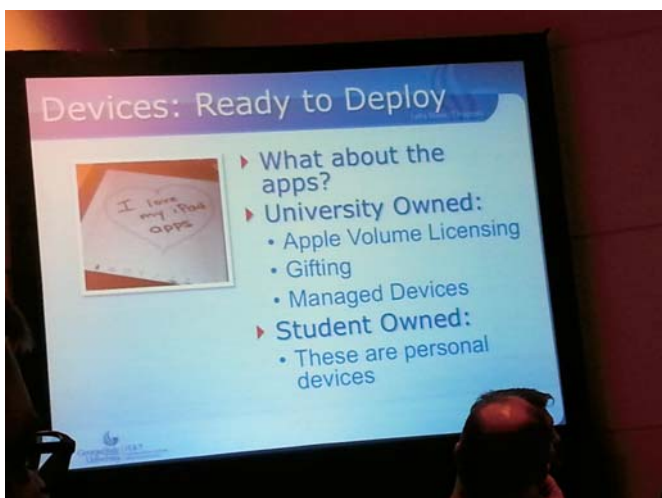 Devices: Ready to Deploy
What about the
apps?
University Owned:
• Apple Volume Licensing
• Gifting
• Managed Devices
Student Owned:
• These are personal
devices
I love
my iPad
apps
University